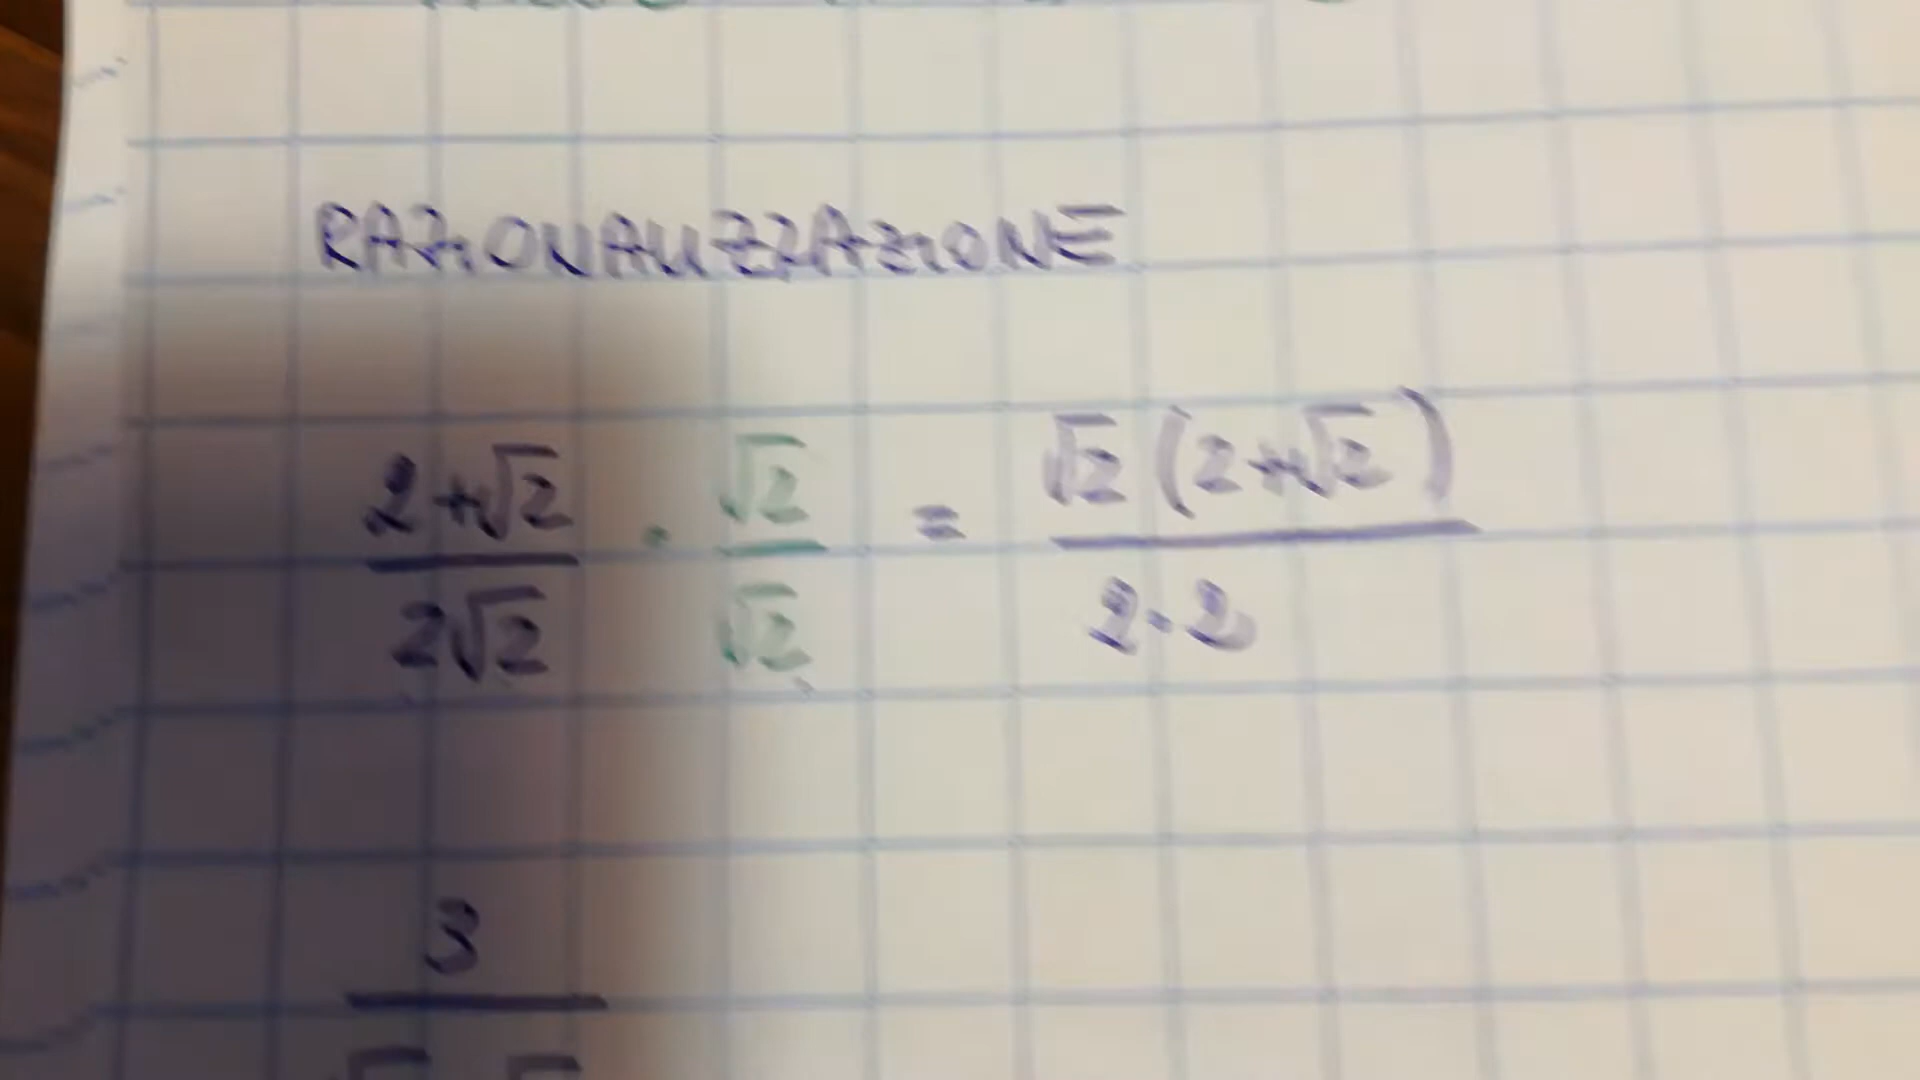 RAZIONALIZZAZIONE
2+√2 / 2√2 · √2 / √2 = √2 (2+√2) / 2·2
3